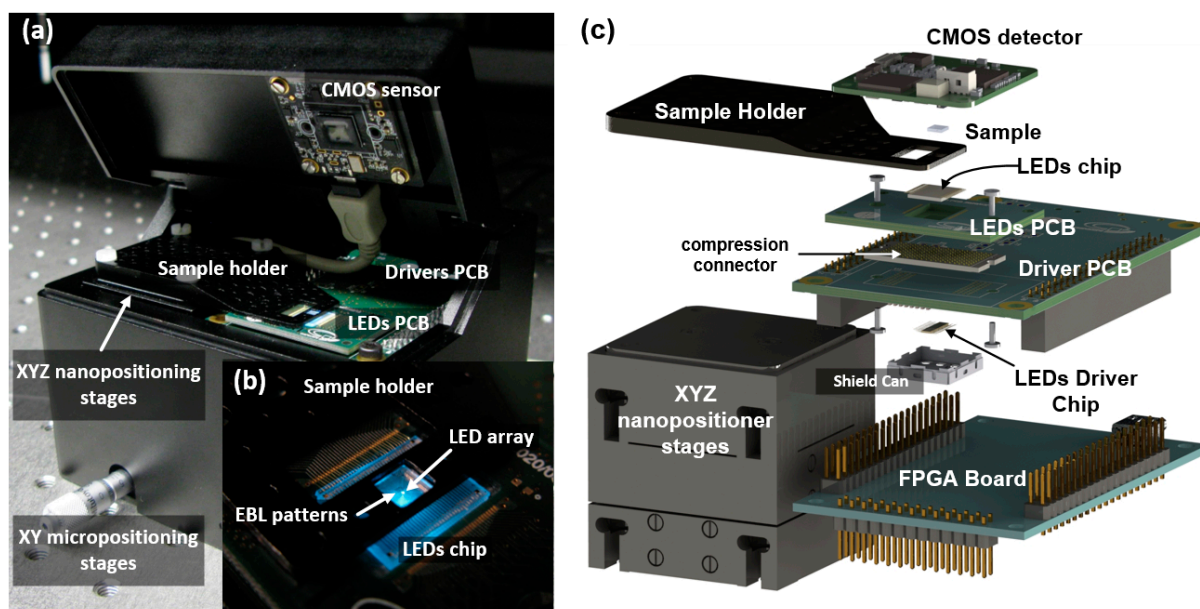 (a)
CMOS sensor
Sample holder
Drivers PCB
LEDs PCB
XYZ nanopositioning
stages
XY micropositioning
stages
(b)
Sample holder
LED array
EBL patterns
LEDs chip
020/0
(c)
CMOS detector
Sample Holder
Sample
LEDs chip
LEDs PCB
compression
connector
Driver PCB
Shield Can
LEDs Driver
Chip
XYZ
nanopositioner
stages
FPGA Board